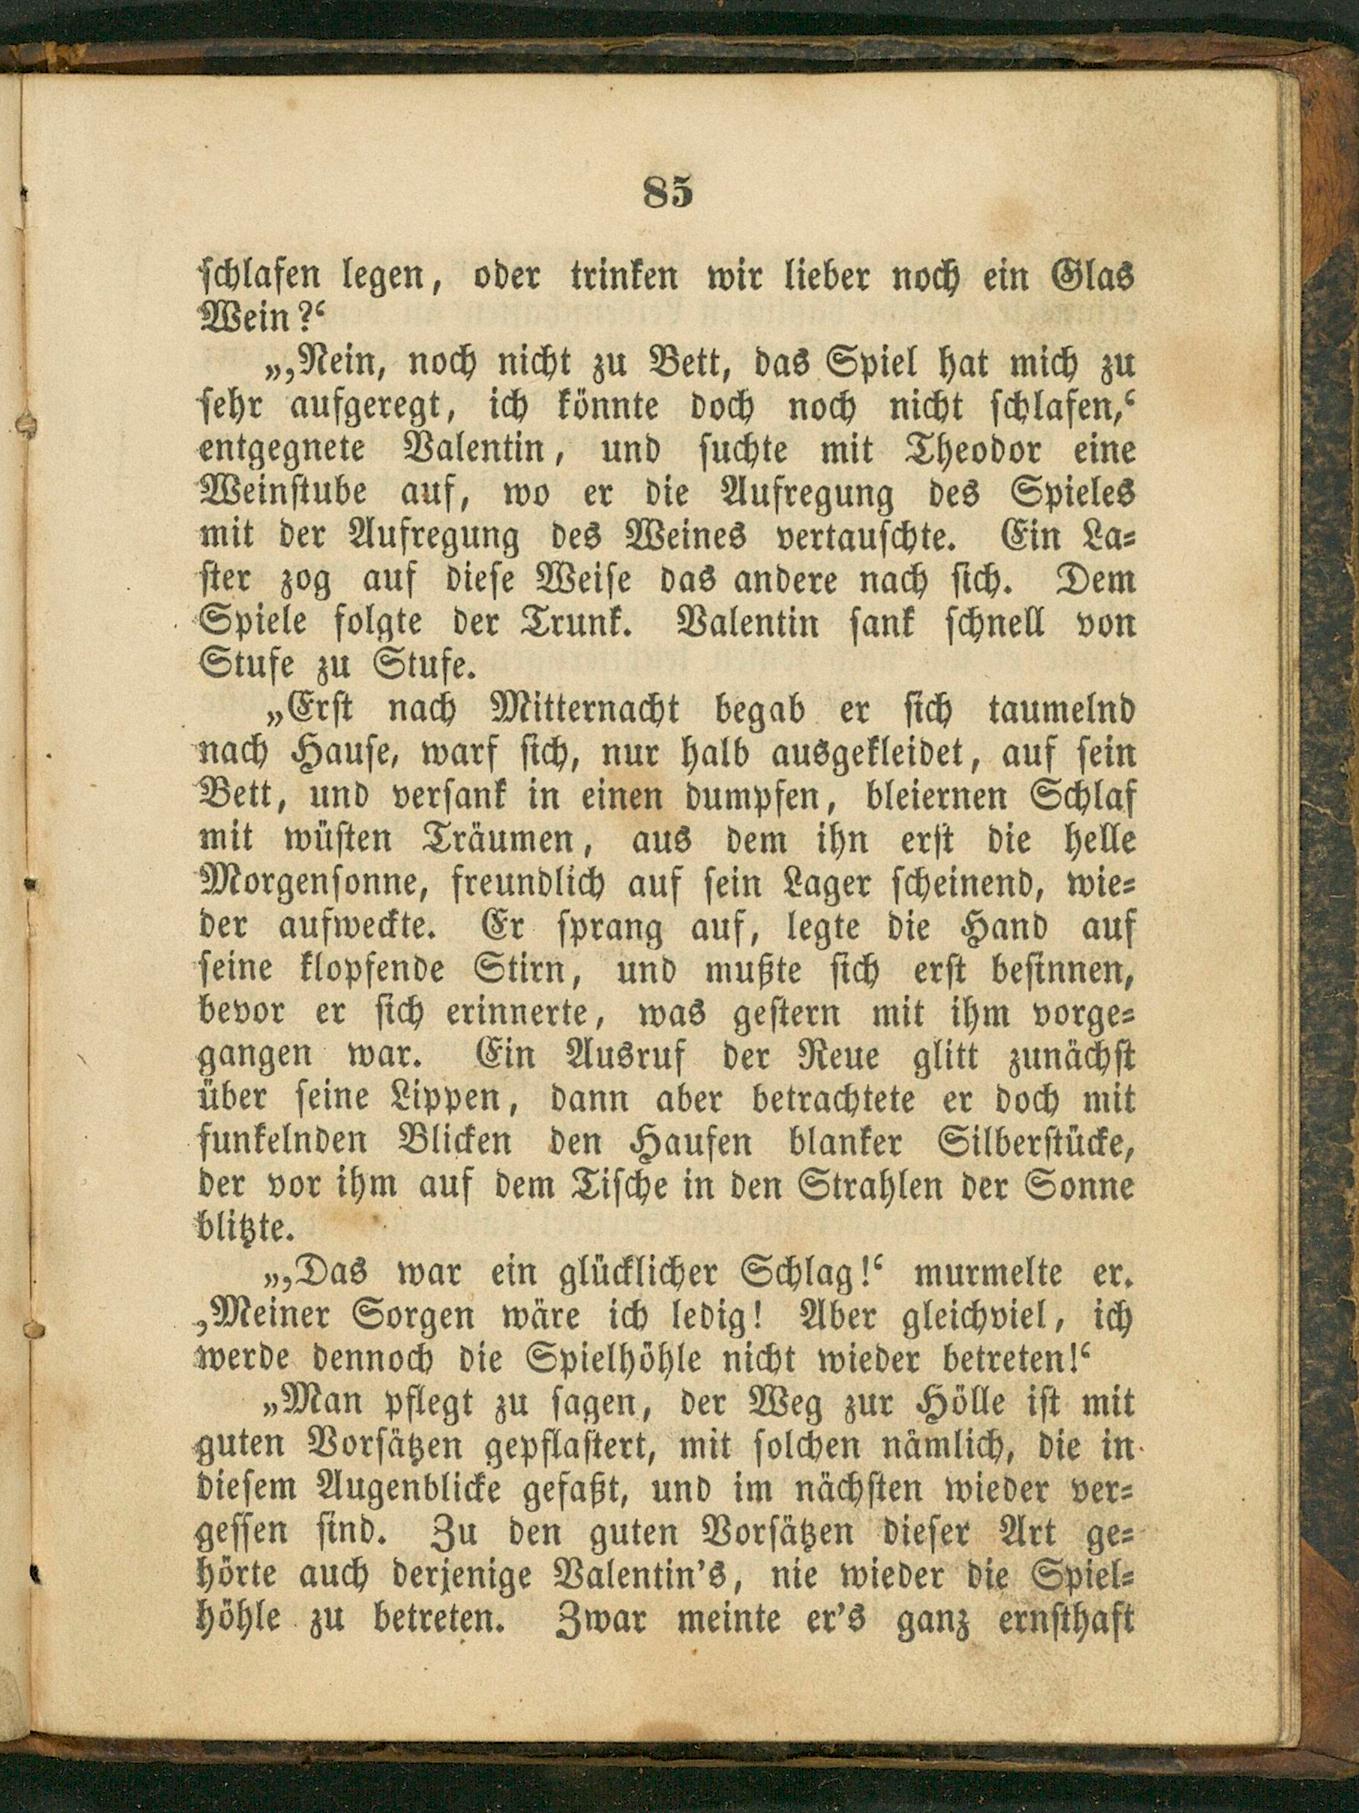 85
schlafen legen, oder trinken wir lieber noch ein Glas
Wein?‘
„‚Nein, noch nicht zu Bett, das Spiel hat mich zu
sehr aufgeregt, ich könnte doch noch nicht schlafen,‘
entgegnete Valentin, und suchte mit Theodor eine
Weinstube auf, wo er die Aufregung des Spieles
mit der Aufregung des Weines vertauschte. Ein La-
ster zog auf diese Weise das andere nach sich. Dem
Spiele folgte der Trunk. Valentin sank schnell von
Stufe zu Stufe.
„Erst nach Mitternacht begab er sich taumelnd
nach Hause, warf sich, nur halb ausgekleidet, auf sein
Bett, und versank in einen dumpfen, bleiernen Schlaf
mit wüsten Träumen, aus dem ihn erst die helle
Morgensonne, freundlich auf sein Lager scheinend, wie-
der aufweckte. Er sprang auf, legte die Hand auf
seine klopfende Stirn, und mußte sich erst besinnen,
bevor er sich erinnerte, was gestern mit ihm vorge-
gangen war. Ein Ausruf der Reue glitt zunächst
über seine Lippen, dann aber betrachtete er doch mit
funkelnden Blicken den Haufen blanker Silberstücke,
der vor ihm auf dem Tische in den Strahlen der Sonne
blitzte.
„‚Das war ein glücklicher Schlag!‘ murmelte er.
‚Meiner Sorgen wäre ich ledig! Aber gleichviel, ich
werde dennoch die Spielhöhle nicht wieder betreten!‘
„Man pflegt zu sagen, der Weg zur Hölle ist mit
guten Vorsätzen gepflastert, mit solchen nämlich, die in
diesem Augenblicke gefaßt, und im nächsten wieder ver-
gessen sind. Zu den guten Vorsätzen dieser Art ge-
hörte auch derjenige Valentin's, nie wieder die Spiel-
höhle zu betreten. Zwar meinte er's ganz ernsthaft